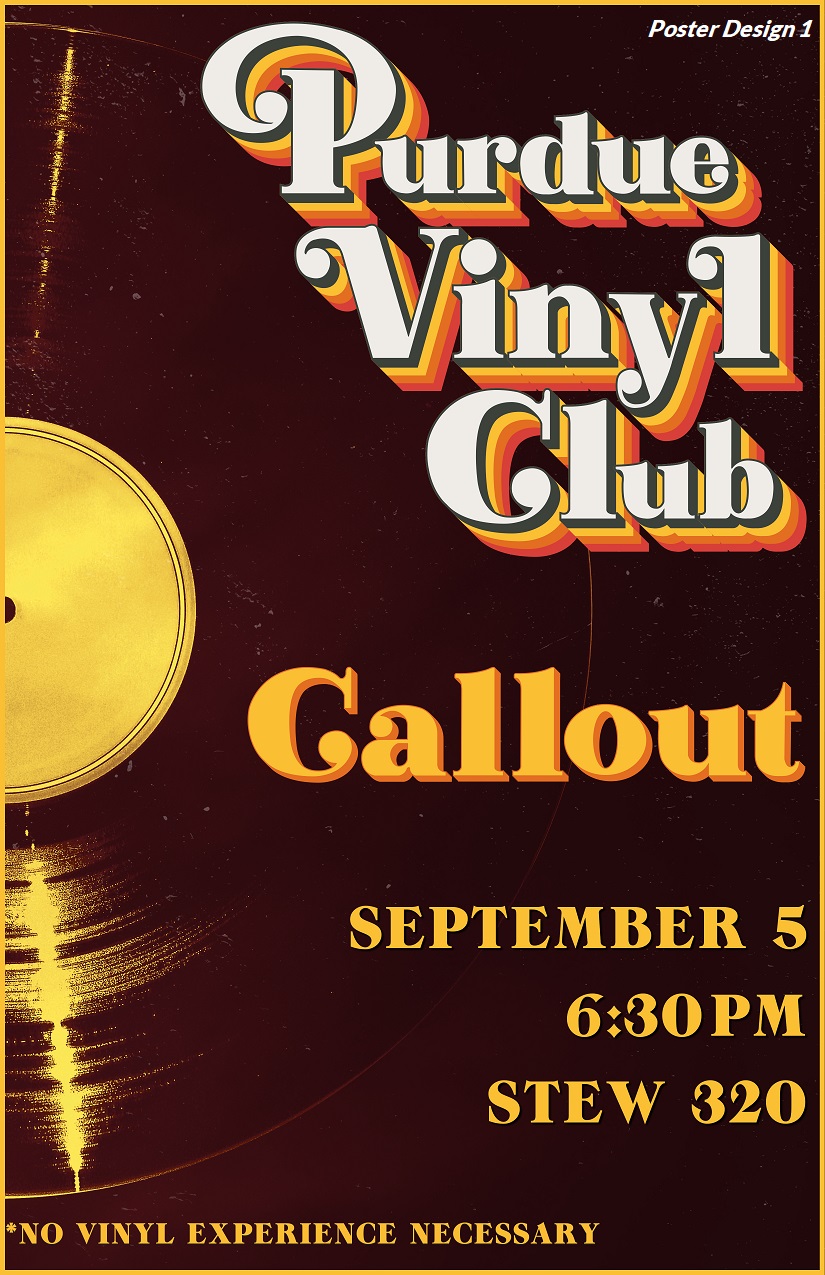 Poster Design 1
Purdue
Vinyl
Club
Callout
SEPTEMBER 5
6:30PM
STEW 320
*NO VINYL EXPERIENCE NECESSARY